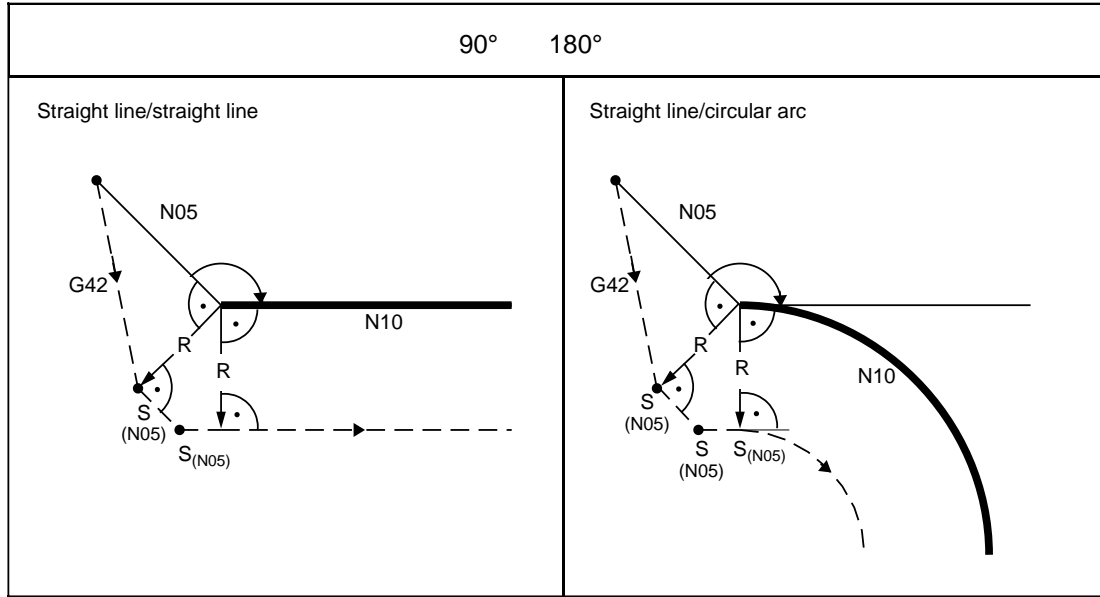 90° 180°
Straight line/straight line
N05
G42
N10
R
R
S
(N05)
S(N05)
Straight line/circular arc
N05
G42
R
R
N10
S
(N05)
S
(N05)
S(N05)